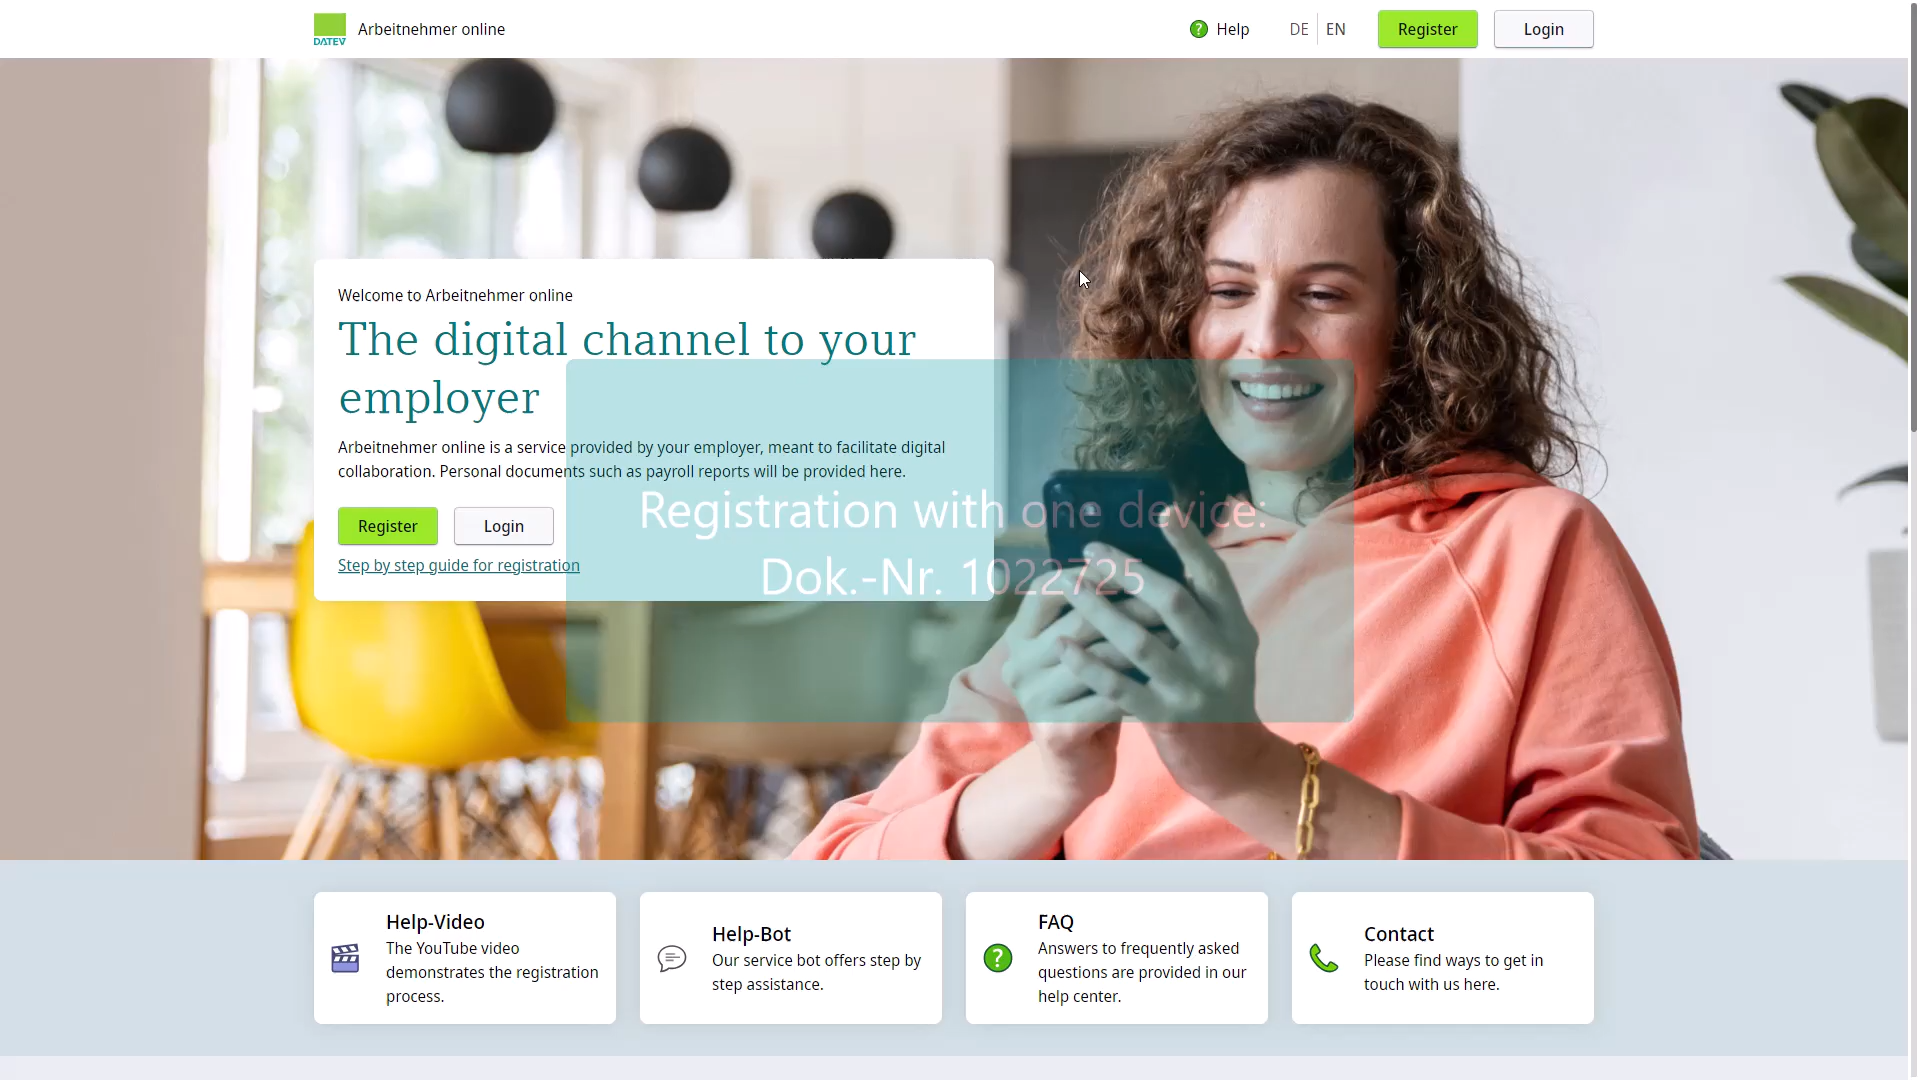 DATEV
Arbeitnehmer online
Help
DE
EN
Register
Login
Welcome to Arbeitnehmer online
The digital channel to your
employer
Arbeitnehmer online is a service provided by your employer, meant to facilitate digital
collaboration. Personal documents such as payroll reports will be provided here.
Registration with one device:
Dok.-Nr. 1022725
Register
Login
Step by step guide for registration
Help-Video
The YouTube video
demonstrates the registration
process.
Help-Bot
Our service bot offers step by
step assistance.
FAQ
Answers to frequently asked
questions are provided in our
help center.
Contact
Please find ways to get in
touch with us here.